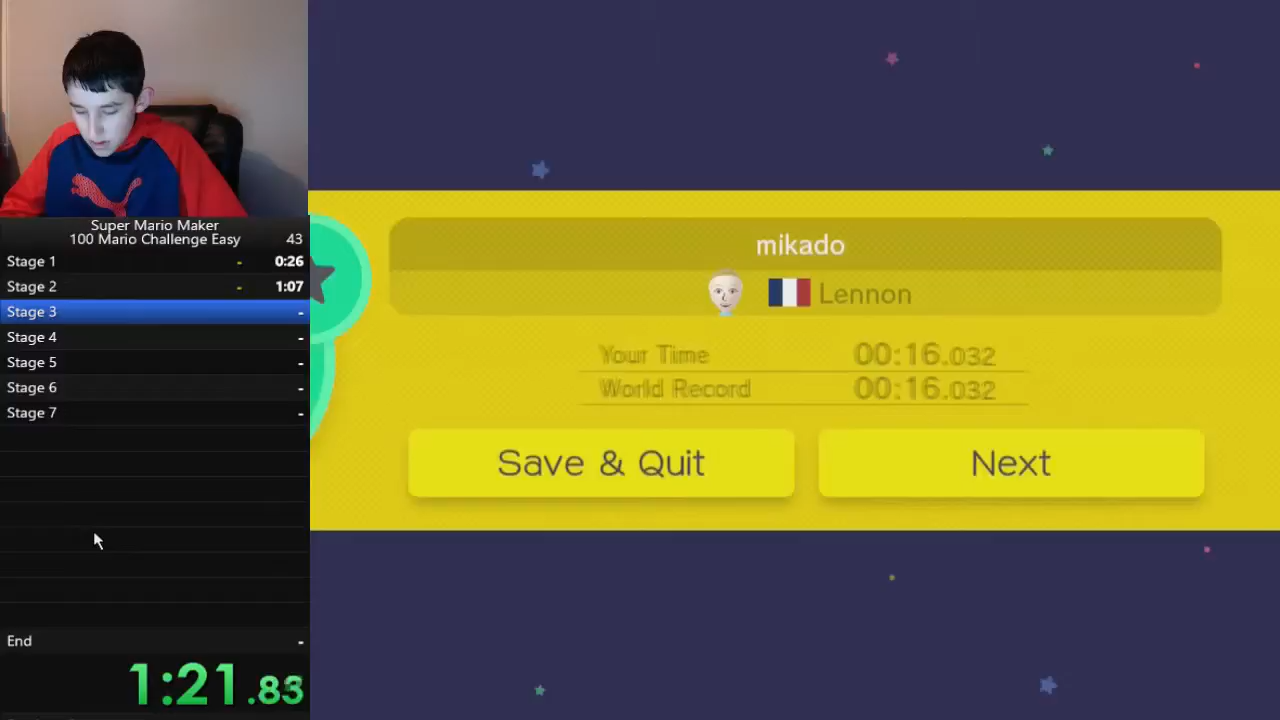 Super Mario Maker
100 Mario Challenge Easy 43
Stage 1 - 0:26
Stage 2 - 1:07
Stage 3 -
Stage 4 -
Stage 5 -
Stage 6 -
Stage 7 -
End -
1:21.83
mikado
Lennon
Your Time 00:16.032
World Record 00:16.032
Save & Quit Next